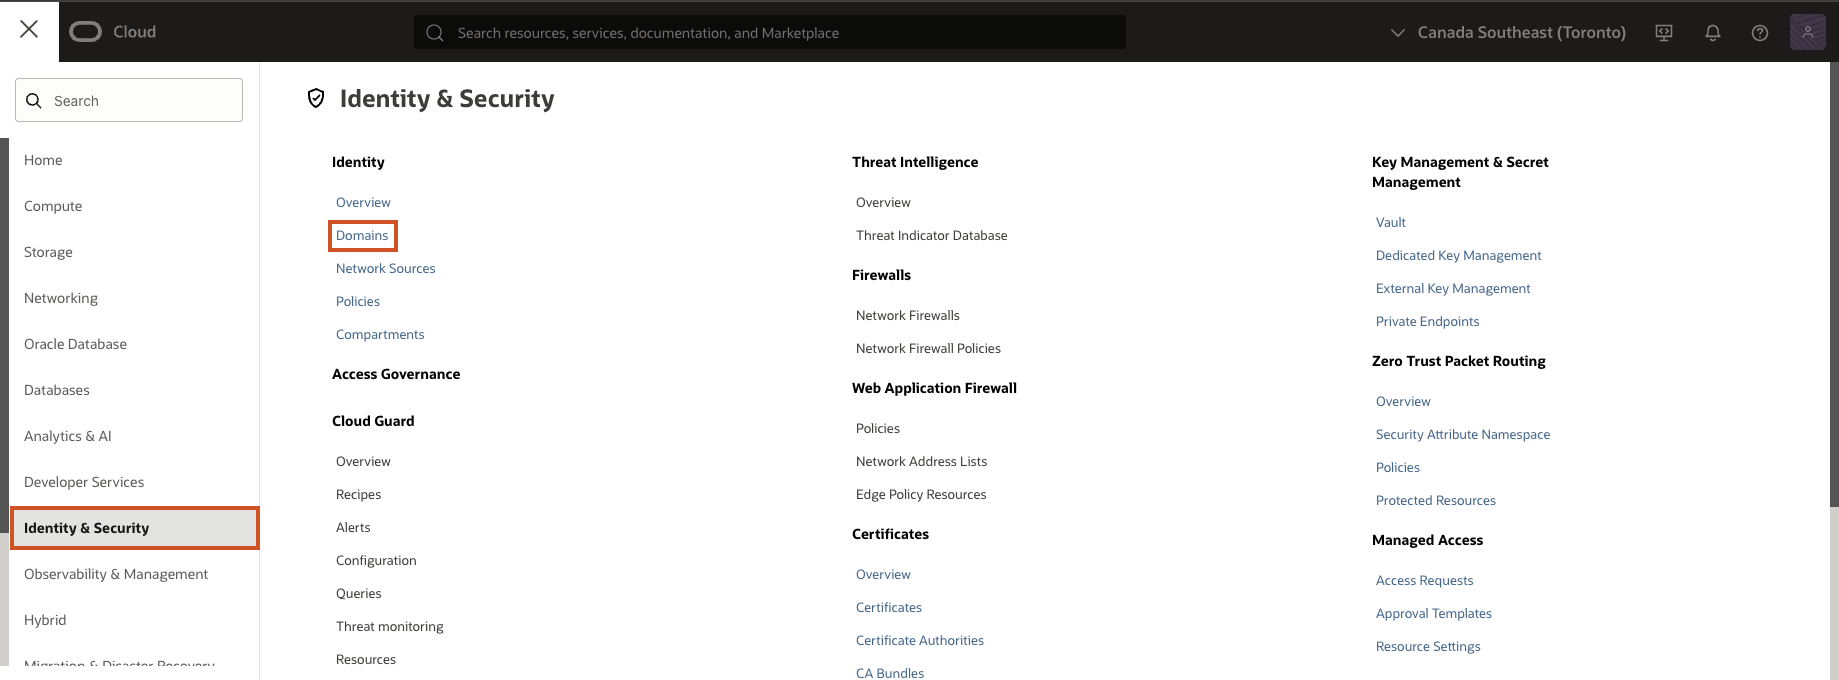 Cloud
Search resources, services, documentation, and Marketplace
Canada Southeast (Toronto)
Search
Home
Compute
Storage
Networking
Oracle Database
Databases
Analytics & AI
Developer Services
Identity & Security
Observability & Management
Hybrid
Migration & Disaster Recovery
Identity & Security
Identity
Overview
Domains
Network Sources
Policies
Compartments
Access Governance
Cloud Guard
Overview
Recipes
Alerts
Configuration
Queries
Threat monitoring
Resources
Threat Intelligence
Overview
Threat Indicator Database
Firewalls
Network Firewalls
Network Firewall Policies
Web Application Firewall
Policies
Network Address Lists
Edge Policy Resources
Certificates
Overview
Certificates
Certificate Authorities
CA Bundles
Key Management & Secret
Management
Vault
Dedicated Key Management
External Key Management
Private Endpoints
Zero Trust Packet Routing
Overview
Security Attribute Namespace
Policies
Protected Resources
Managed Access
Access Requests
Approval Templates
Resource Settings